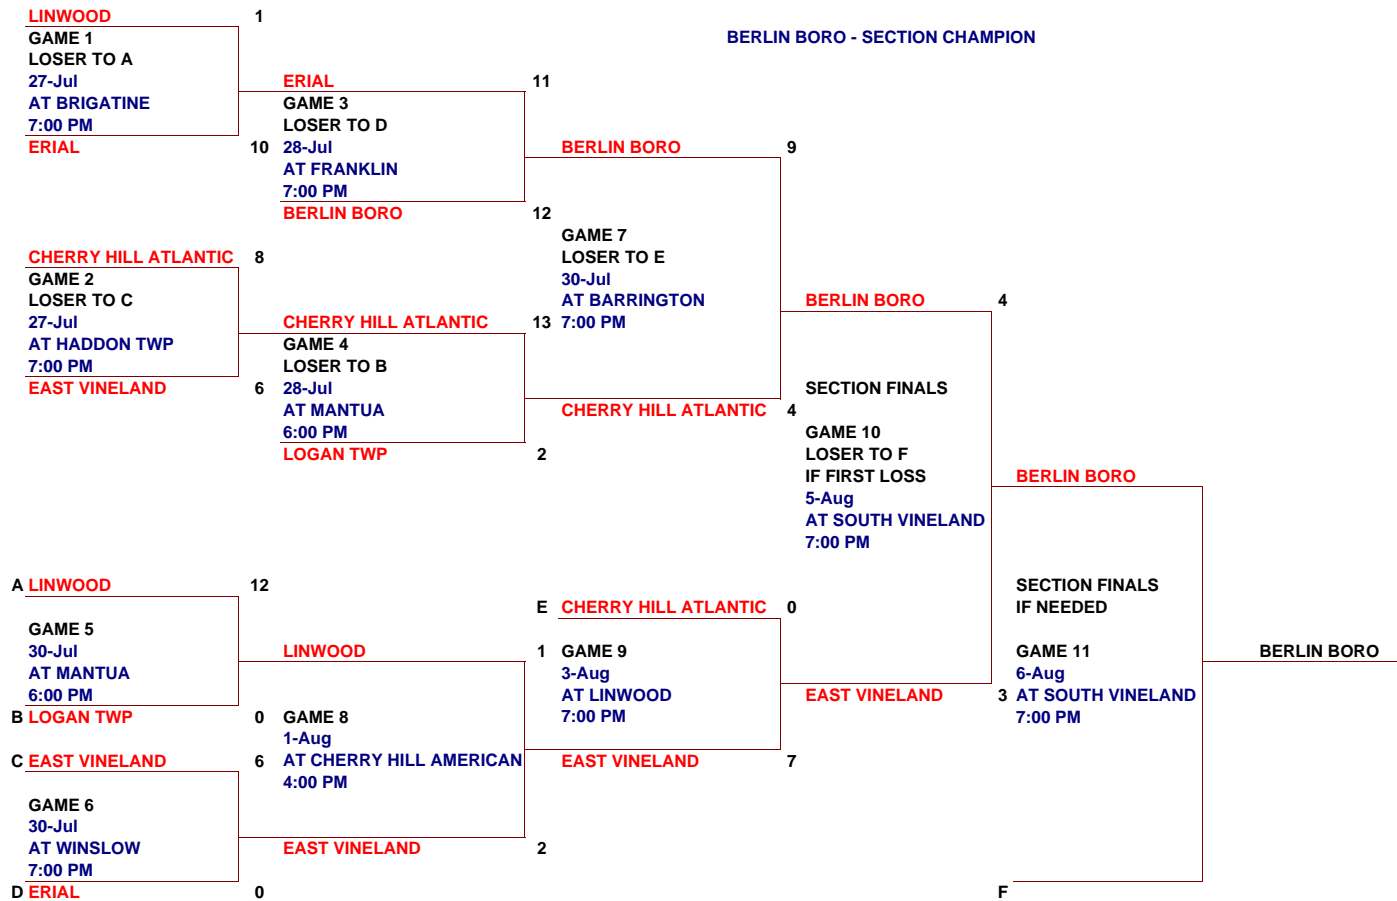 LINWOOD 1
GAME 1
LOSER TO A
27-Jul
AT BRIGATINE
7:00 PM
ERIAL 10
BERLIN BORO - SECTION CHAMPION
ERIAL 11
GAME 3
LOSER TO D
28-Jul
AT FRANKLIN
7:00 PM
BERLIN BORO 12
CHERRY HILL ATLANTIC 8
GAME 2
LOSER TO C
27-Jul
AT HADDON TWP
7:00 PM
EAST VINELAND 6
CHERRY HILL ATLANTIC 13
GAME 4
LOSER TO B
28-Jul
AT MANTUA
6:00 PM
LOGAN TWP 2
BERLIN BORO 9
GAME 7
LOSER TO E
30-Jul
AT BARRINGTON
7:00 PM
CHERRY HILL ATLANTIC 4
BERLIN BORO 4
SECTION FINALS
GAME 10
LOSER TO F
IF FIRST LOSS
5-Aug
AT SOUTH VINELAND
7:00 PM
EAST VINELAND 3
A LINWOOD 12
GAME 5
30-Jul
AT MANTUA
6:00 PM
B LOGAN TWP 0
C EAST VINELAND 6
GAME 6
30-Jul
AT WINSLOW
7:00 PM
D ERIAL 0
LINWOOD 1
GAME 8
1-Aug
AT CHERRY HILL AMERICAN
4:00 PM
EAST VINELAND 2
E CHERRY HILL ATLANTIC 0
GAME 9
3-Aug
AT LINWOOD
7:00 PM
EAST VINELAND 7
BERLIN BORO
SECTION FINALS
IF NEEDED
GAME 11
6-Aug
AT SOUTH VINELAND
7:00 PM
F
BERLIN BORO